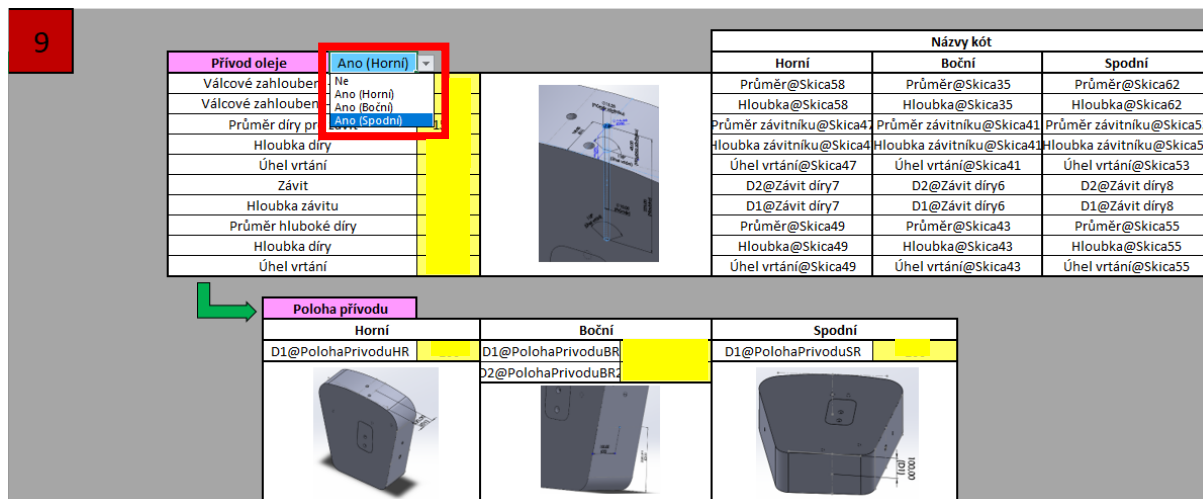 9
Názvy kót
Přívod oleje Ano (Horní) Horní Boční Spodní
Válcové Ne Průměr@Skica58 Průměr@Skica35 Průměr@Skica62
Ano (Horní)
Válcové Ano (Boční) Hloubka@Skica58 Hloubka@Skica35 Hloubka@Skica62
Průměr díry Ano (Spodní) Průměr závitníku@Skica47 Průměr závitníku@Skica41 Průměr závitníku@Skica5
Hloubka díry Hloubka závitníku@Skica4 Hloubka závitníku@Skica41 Hloubka závitníku@Skica5
Úhel vrtání Úhel vrtání@Skica47 Úhel vrtání@Skica41 Úhel vrtání@Skica53
Závit D2@Závit díry7 D2@Závit díry6 D2@Závit díry8
Hloubka závitu D1@Závit díry7 D1@Závit díry6 D1@Závit díry8
Průměr hluboké díry Průměr@Skica49 Průměr@Skica43 Průměr@Skica55
Hloubka díry Hloubka@Skica49 Hloubka@Skica43 Hloubka@Skica55
Úhel vrtání Úhel vrtání@Skica49 Úhel vrtání@Skica43 Úhel vrtání@Skica55
Poloha přívodu
Horní Boční Spodní
D1@PolohaPrivoduHR D1@PolohaPrivoduBR D1@PolohaPrivoduSR
D2@PolohaPrivoduBR2
100.00